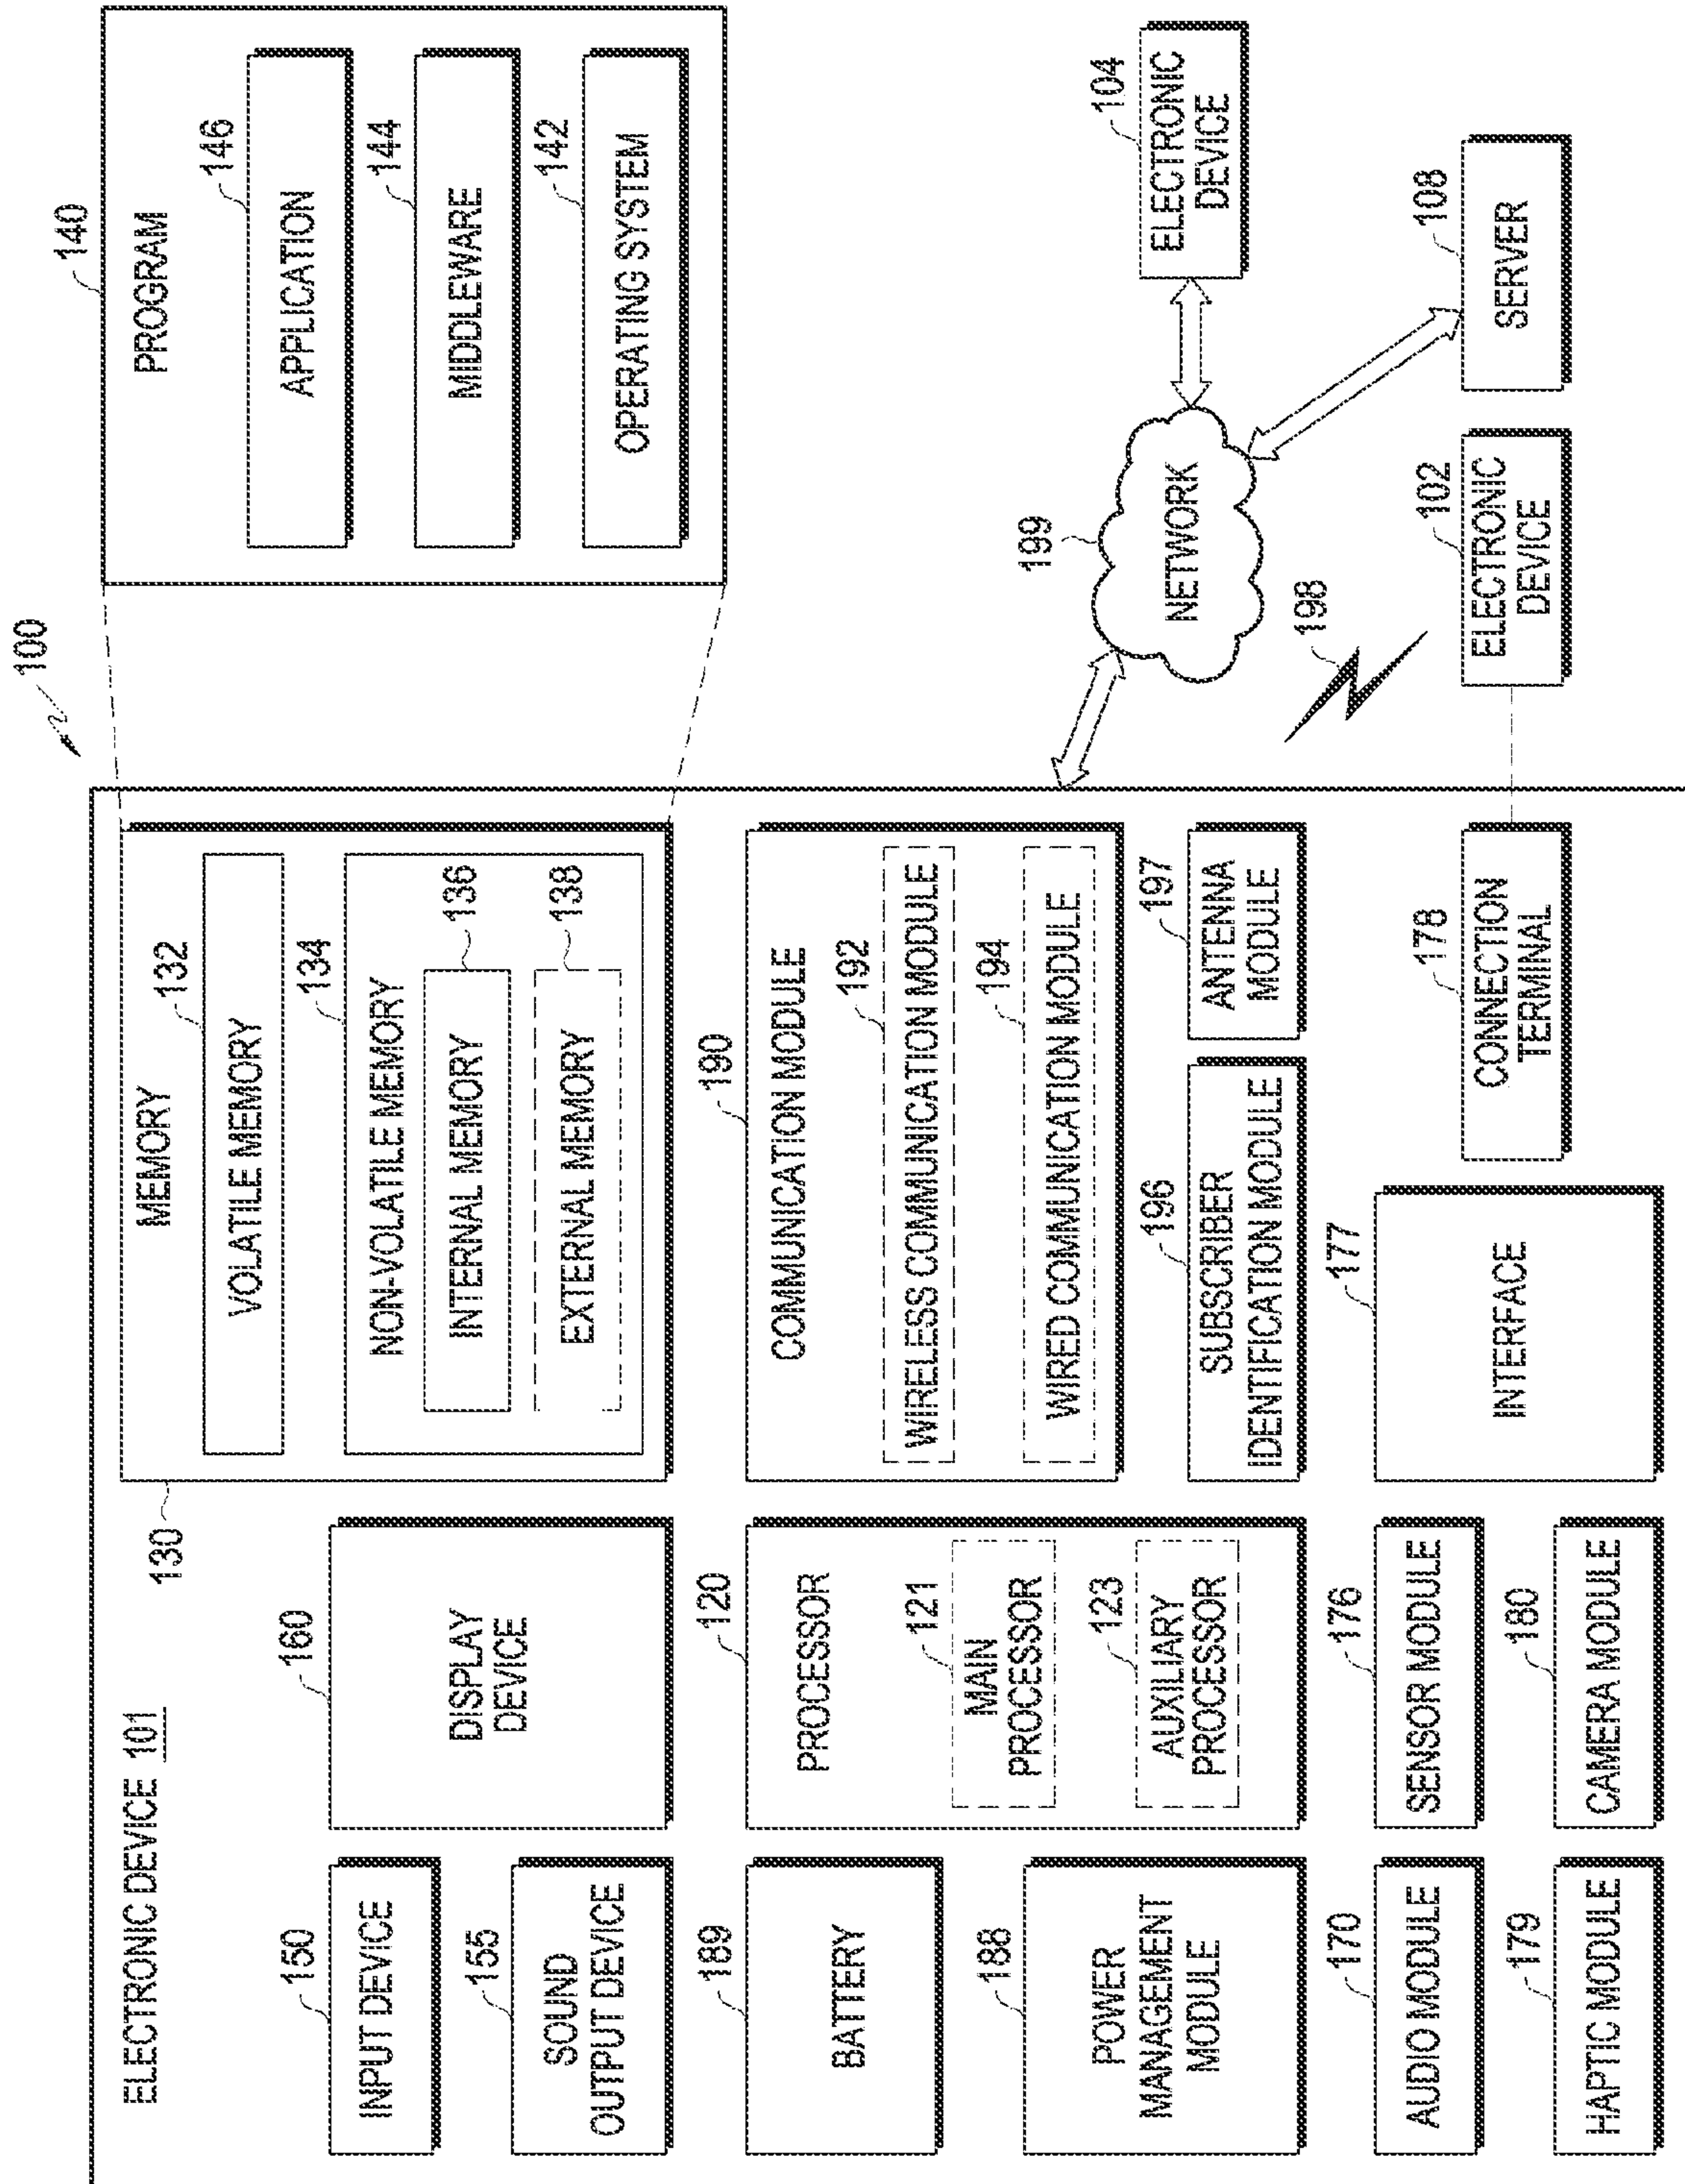 100
ELECTRONIC DEVICE 101
130
MEMORY
132
VOLATILE MEMORY
134
NON-VOLATILE MEMORY
136
INTERNAL MEMORY
138
EXTERNAL MEMORY
140
PROGRAM
146
APPLICATION
144
MIDDLEWARE
142
OPERATING SYSTEM
150
INPUT DEVICE
155
SOUND
OUTPUT DEVICE
160
DISPLAY
DEVICE
189
BATTERY
188
POWER
MANAGEMENT
MODULE
120
PROCESSOR
121
MAIN
PROCESSOR
123
AUXILIARY
PROCESSOR
190
COMMUNICATION MODULE
192
WIRELESS COMMUNICATION MODULE
194
WIRED COMMUNICATION MODULE
196
SUBSCRIBER
IDENTIFICATION MODULE
197
ANTENNA
MODULE
170
AUDIO MODULE
176
SENSOR MODULE
177
INTERFACE
178
CONNECTION
TERMINAL
179
HAPTIC MODULE
180
CAMERA MODULE
199
NETWORK
198
104
ELECTRONIC
DEVICE
102
ELECTRONIC
DEVICE
108
SERVER